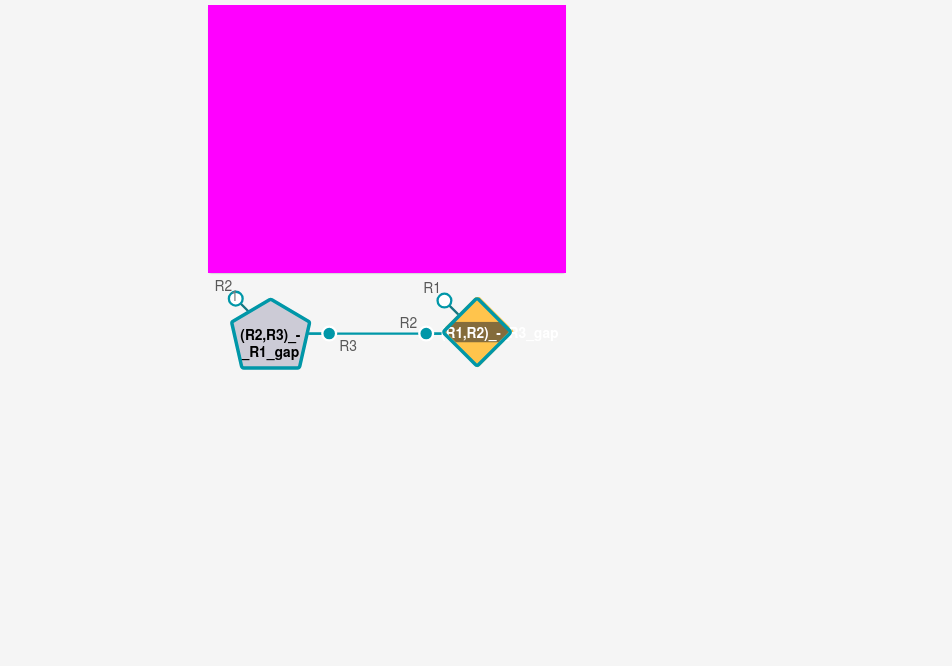 R2
R1
R2
(R2,R3)_-
_R1_gap
R1,R2)_-
3_gap
R3